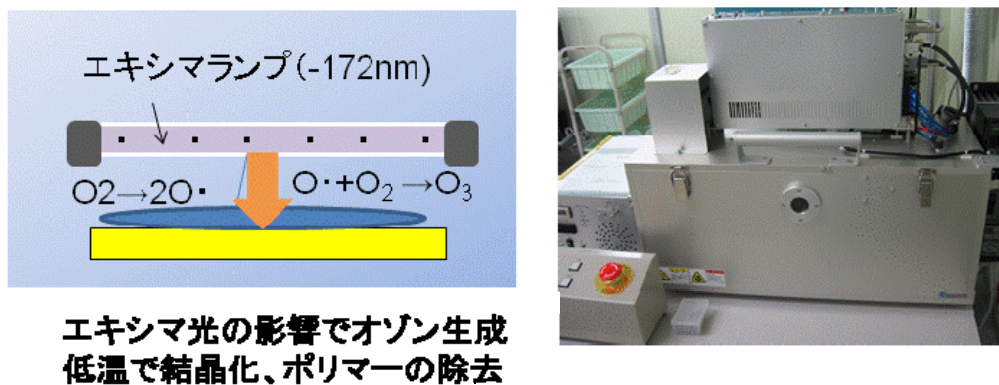 エキシマランプ(-172nm)
O2→2O・
O・+O₂→O₃
エキシマ光の影響でオゾン生成
低温で結晶化、ポリマーの除去